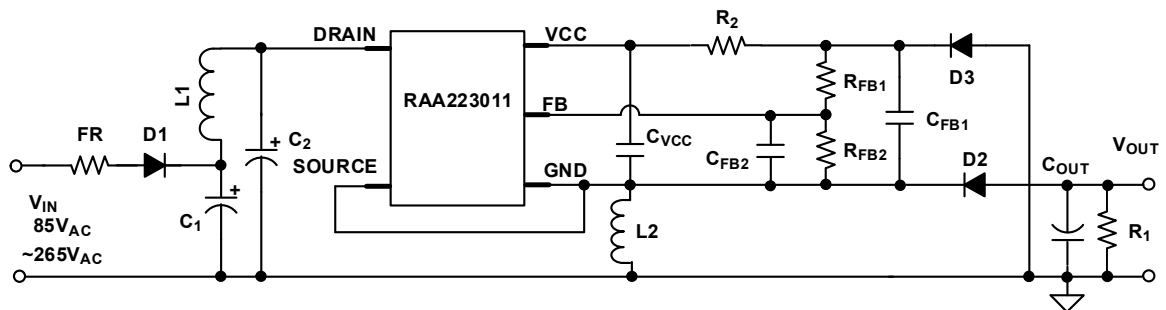 DRAIN
VCC
R2
L1
RAA223011
D3
RFB1
FB
FR
D1
C2
CFB1
CVCC
RFB2
CFB2
SOURCE
GND
D2
COUT
VOUT
VIN
85VAC
~265VAC
C1
L2
R1
+
+